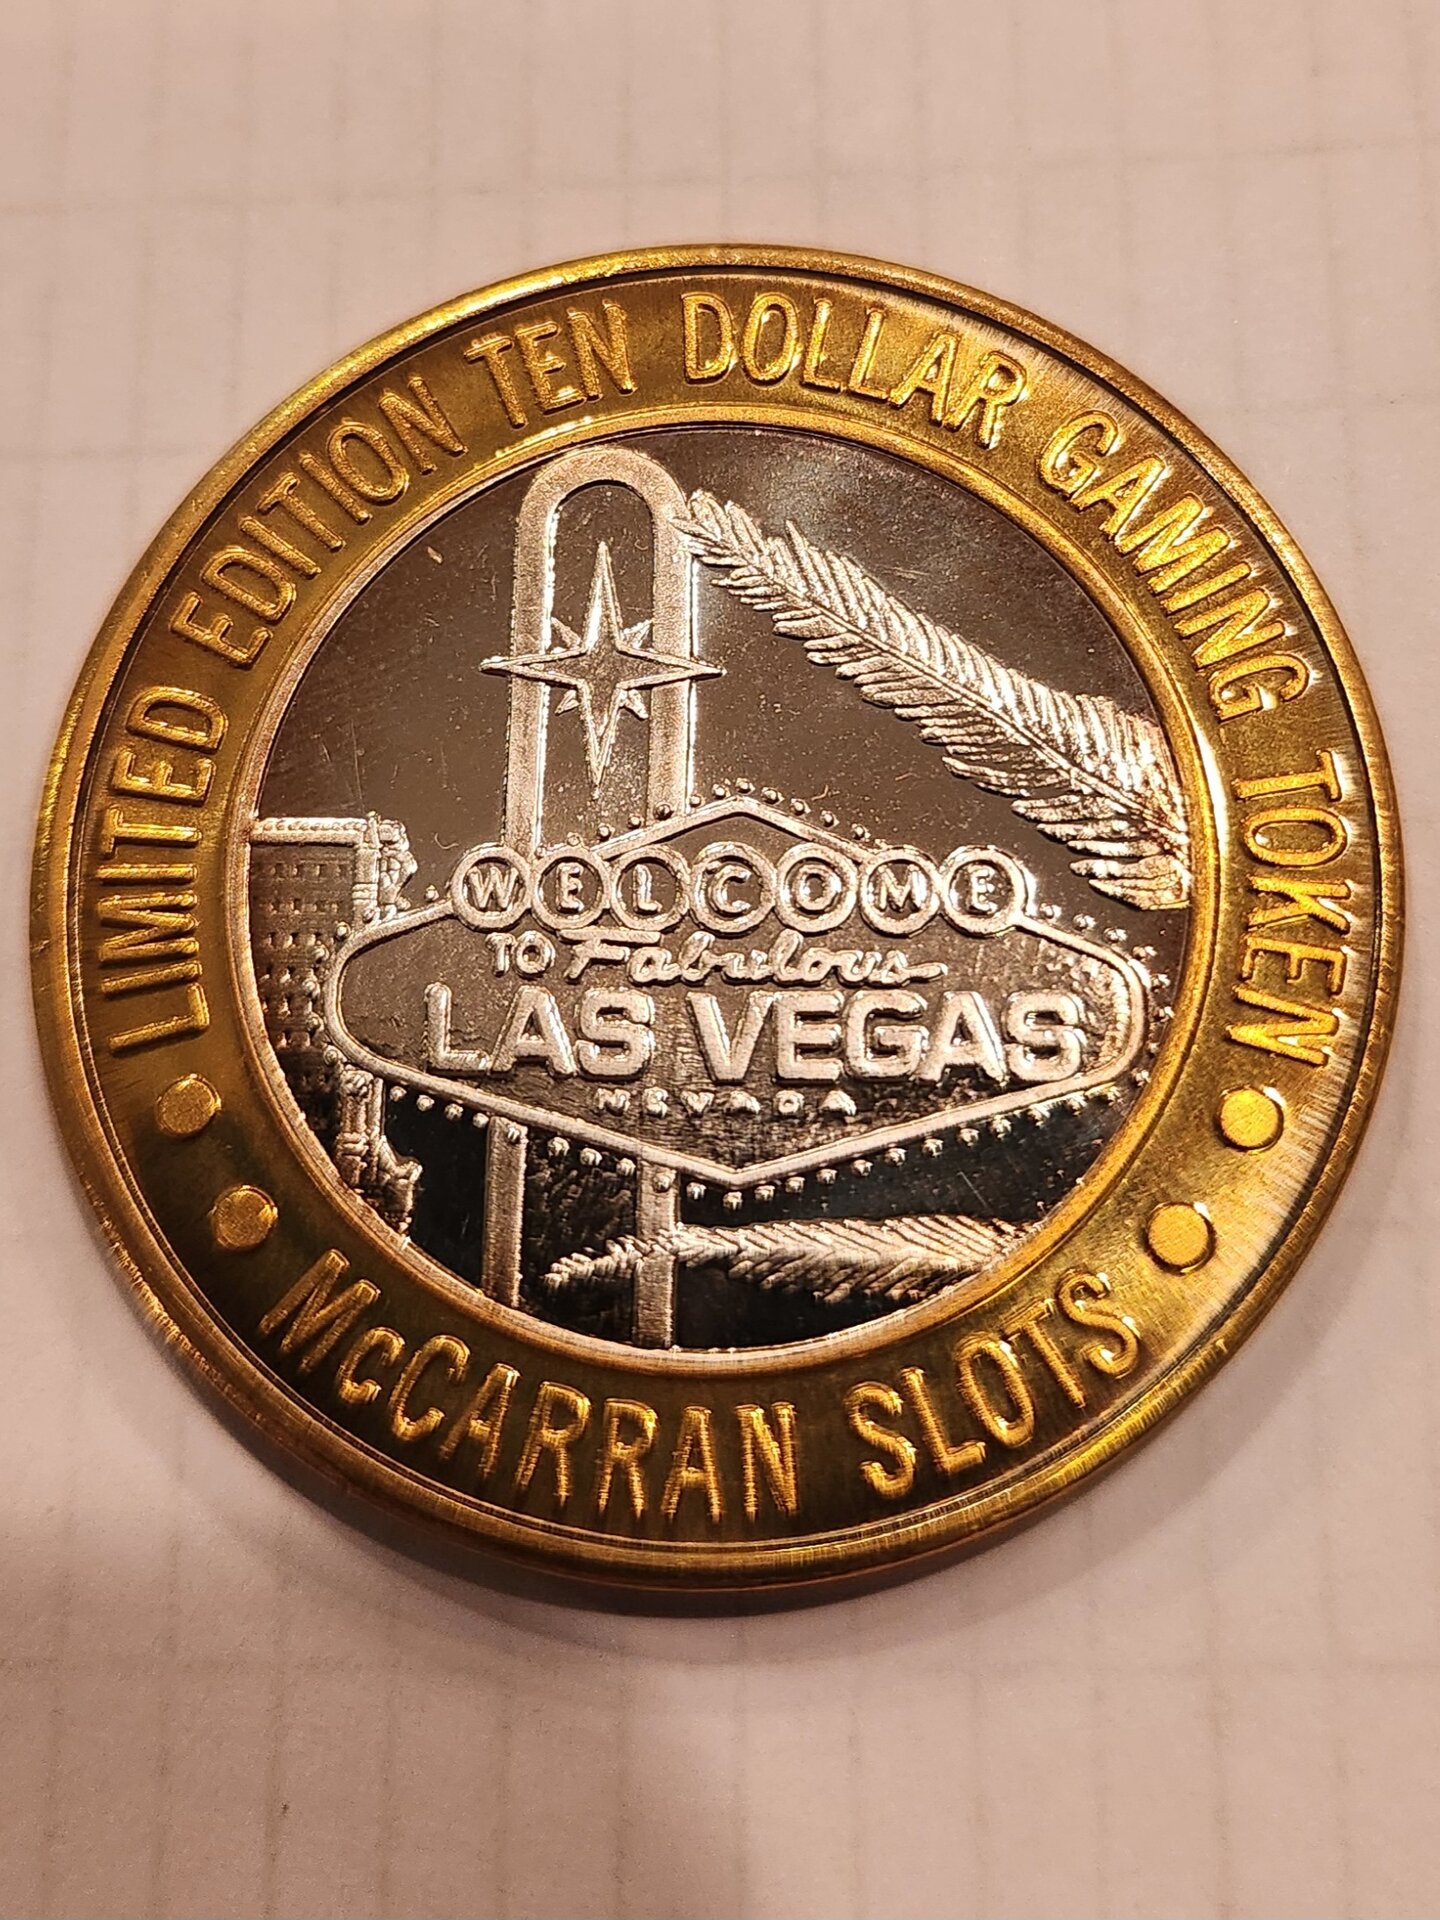 LIMITED EDITION TEN DOLLAR GAMING TOKEN
WELCOME
TO Fabulous
LAS VEGAS
NEVADA
McCARRAN SLOTS